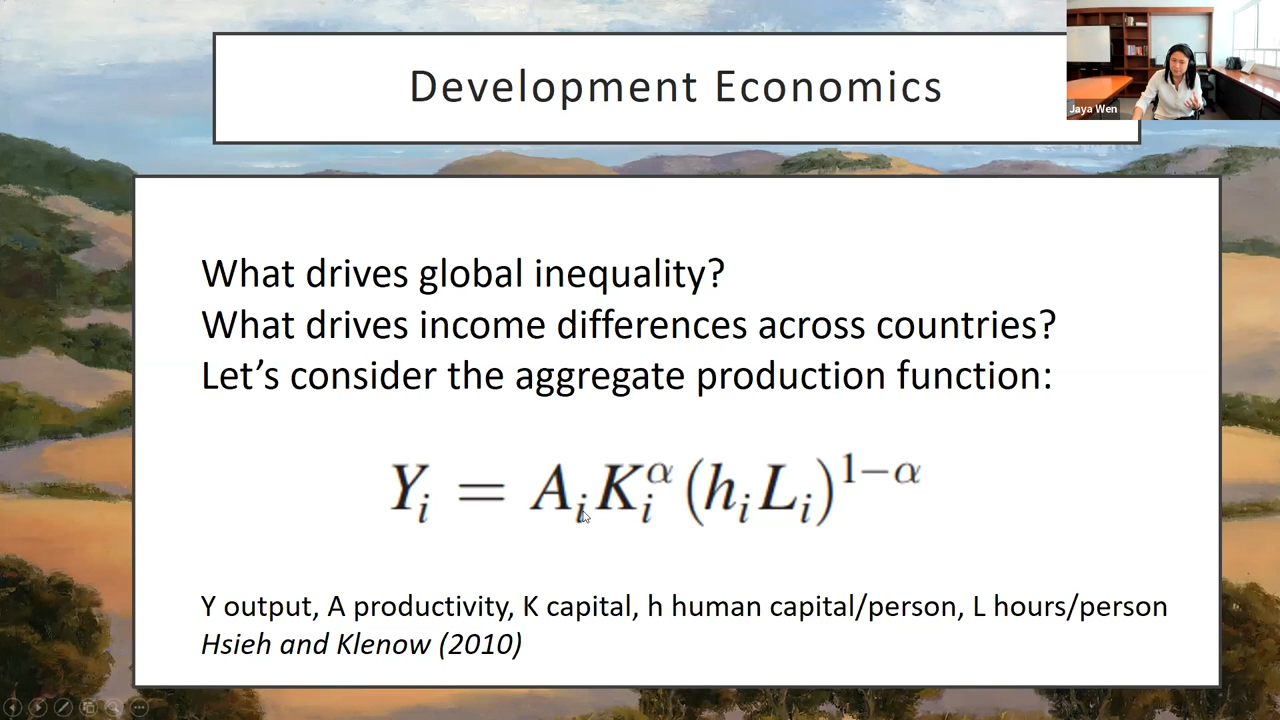 Development Economics
Jaya Wen
What drives global inequality?
What drives income differences across countries?
Let's consider the aggregate production function:
Y_i = A_i K_i^α (h_i L_i)^{1−α}
Y output, A productivity, K capital, h human capital/person, L hours/person
Hsieh and Klenow (2010)